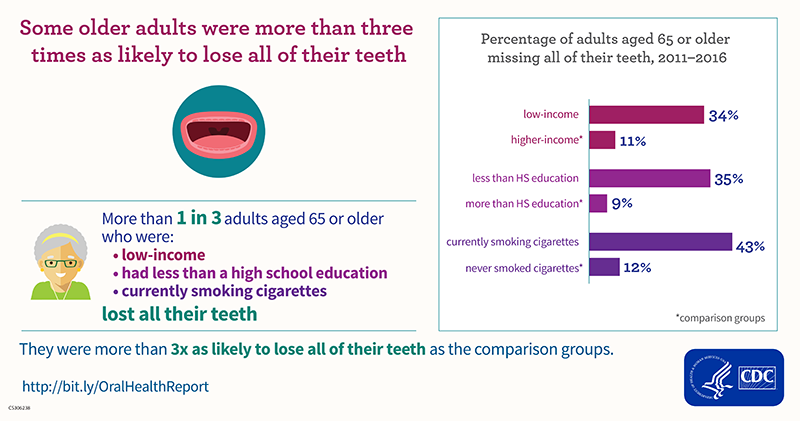 Some older adults were more than three
times as likely to lose all of their teeth
More than 1 in 3 adults aged 65 or older
who were:
• low-income
• had less than a high school education
• currently smoking cigarettes
lost all their teeth
Percentage of adults aged 65 or older
missing all of their teeth, 2011–2016
low-income 34%
higher-income* 11%
less than HS education 35%
more than HS education* 9%
currently smoking cigarettes 43%
never smoked cigarettes* 12%
*comparison groups
They were more than 3x as likely to lose all of their teeth as the comparison groups.
http://bit.ly/OralHealthReport
CS306238
CDC